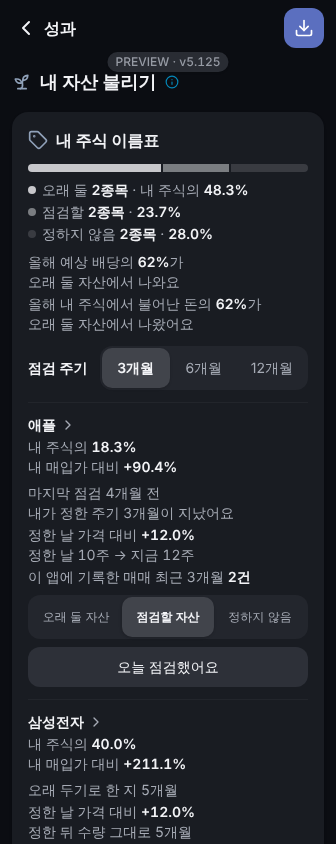 성과
PREVIEW · v5.125
내 자산 불리기
내 주식 이름표
오래 둘 2종목 · 내 주식의 48.3%
점검할 2종목 · 23.7%
정하지 않음 2종목 · 28.0%
올해 예상 배당의 62%가
오래 둘 자산에서 나와요
올해 내 주식에서 불어난 돈의 62%가
오래 둘 자산에서 나왔어요
점검 주기 3개월 6개월 12개월
애플
내 주식의 18.3%
내 매입가 대비 +90.4%
마지막 점검 4개월 전
내가 정한 주기 3개월이 지났어요
정한 날 가격 대비 +12.0%
정한 날 10주 → 지금 12주
이 앱에 기록한 매매 최근 3개월 2건
오래 둘 자산 점검할 자산 정하지 않음
오늘 점검했어요
삼성전자
내 주식의 40.0%
내 매입가 대비 +211.1%
오래 두기로 한 지 5개월
정한 날 가격 대비 +12.0%
정한 뒤 수량 그대로 5개월